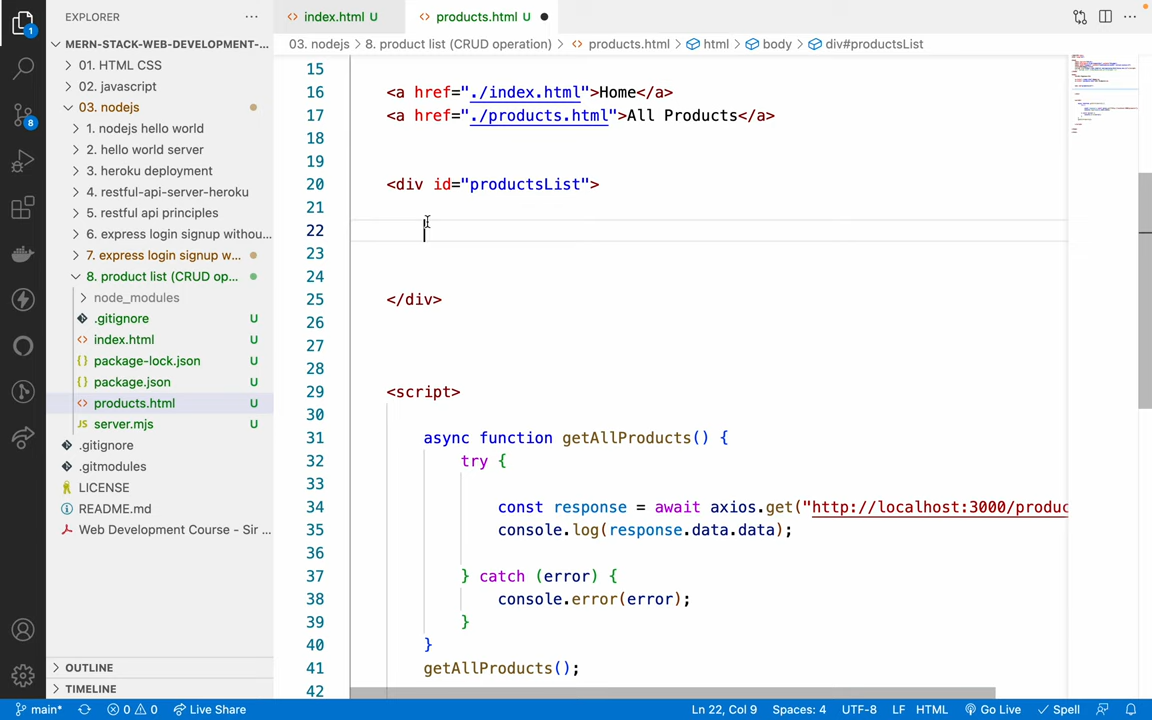 EXPLORER
index.html U
products.html U
MERN-STACK-WEB-DEVELOPMENT-...
03. nodejs > 8. product list (CRUD operation) > products.html > html > body > div#productsList
01. HTML CSS
02. javascript
03. nodejs
1. nodejs hello world
2. hello world server
3. heroku deployment
4. restful-api-server-heroku
5. restful api principles
6. express login signup withou...
7. express login signup w...
8. product list (CRUD op...
node_modules
.gitignore U
index.html U
package-lock.json U
package.json U
products.html U
server.mjs U
.gitignore
.gitmodules
LICENSE
README.md
Web Development Course - Sir ...
OUTLINE
TIMELINE
1
8
15
16 <a href="./index.html">Home</a>
17 <a href="./products.html">All Products</a>
18
19
20 <div id="productsList">
21
22
23
24
25 </div>
26
27
28
29 <script>
30
31 async function getAllProducts() {
32 try {
33
34 const response = await axios.get("http://localhost:3000/produc
35 console.log(response.data.data);
36
37 } catch (error) {
38 console.error(error);
39 }
40 }
41 getAllProducts();
42
main* 0 0 Live Share Ln 22, Col 9 Spaces: 4 UTF-8 LF HTML Go Live Spell